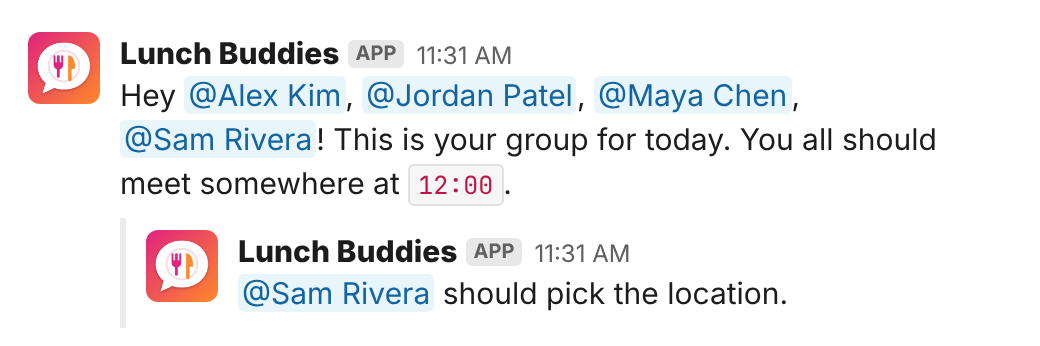 Lunch Buddies APP 11:31 AM
Hey @Alex Kim, @Jordan Patel, @Maya Chen,
@Sam Rivera! This is your group for today. You all should
meet somewhere at 12:00.
Lunch Buddies APP 11:31 AM
@Sam Rivera should pick the location.